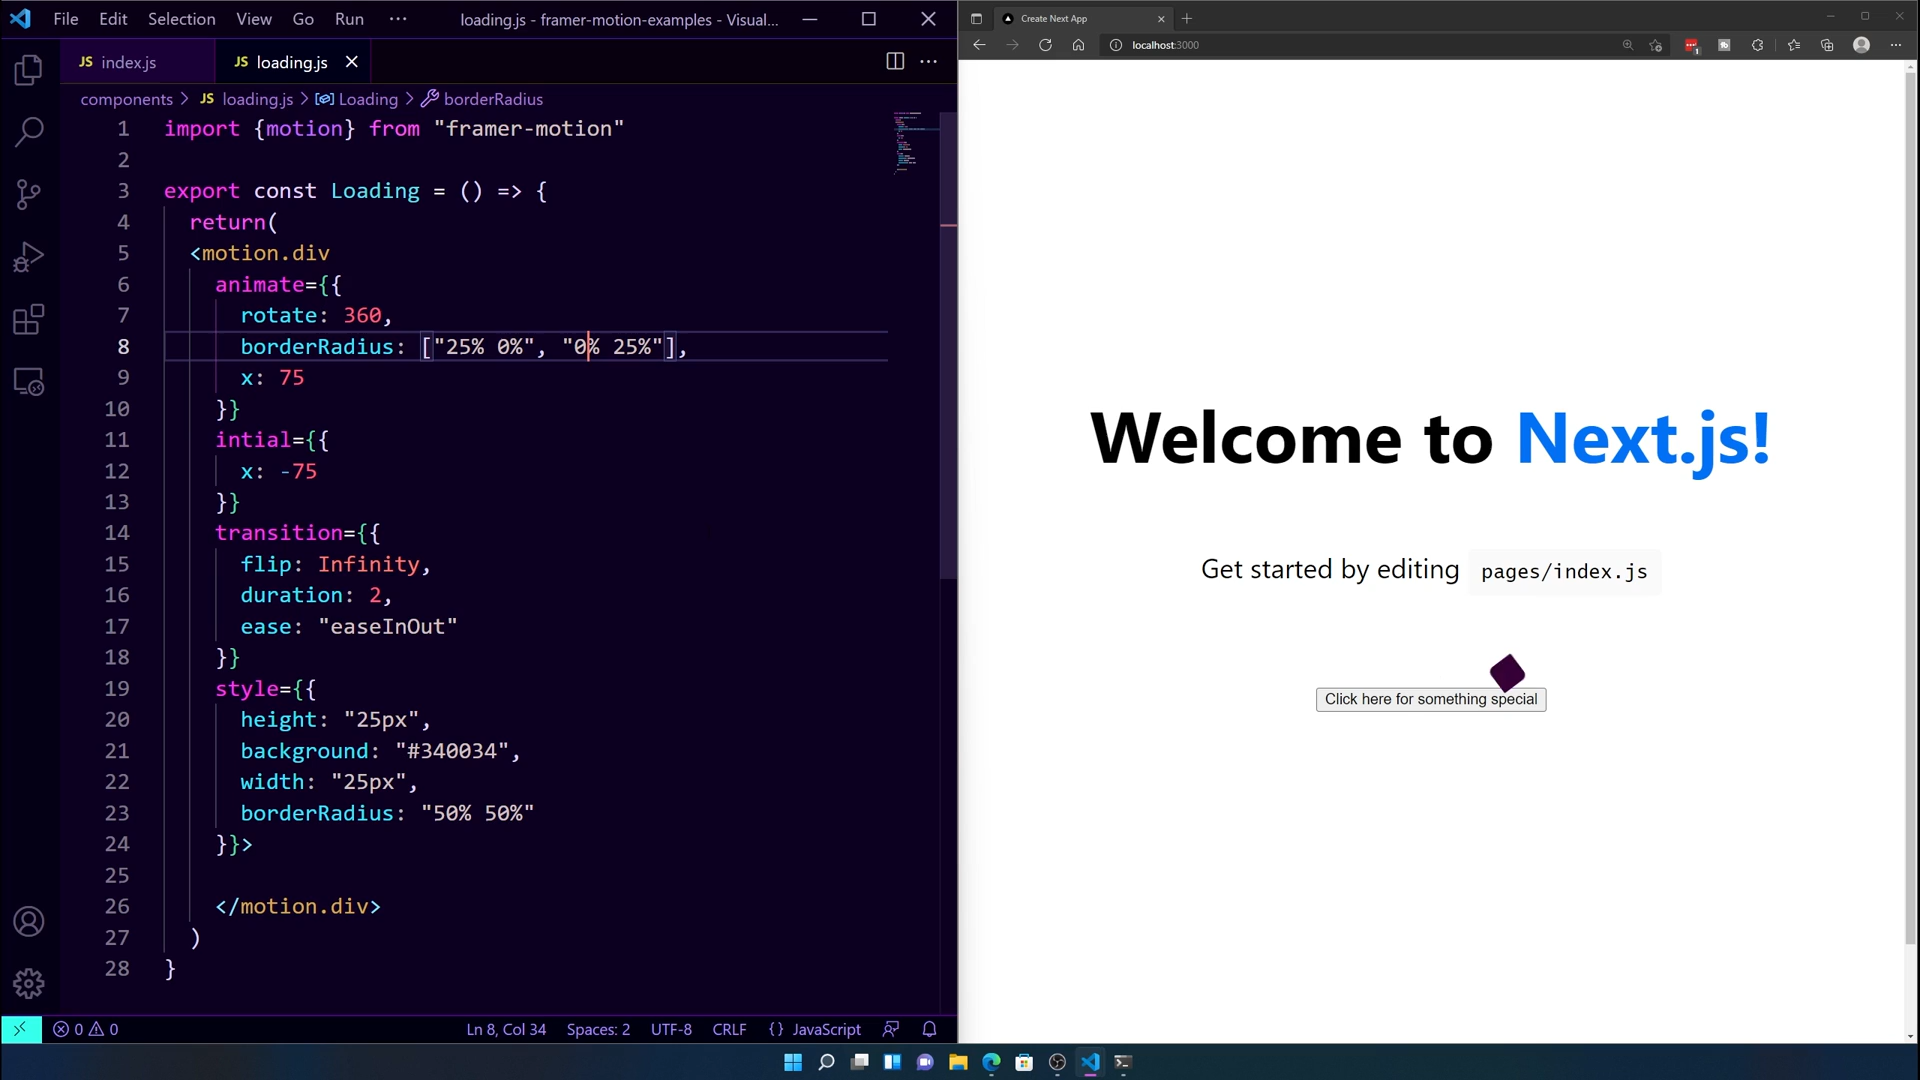 File Edit Selection View Go Run ··· loading.js - framer-motion-examples - Visual...
JS index.js JS loading.js
components > JS loading.js > Loading > borderRadius
1 import {motion} from "framer-motion"
2
3 export const Loading = () => {
4 return(
5 <motion.div
6 animate={{
7 rotate: 360,
8 borderRadius: ["25% 0%", "0% 25%"],
9 x: 75
10 }}
11 intial={{
12 x: -75
13 }}
14 transition={{
15 flip: Infinity,
16 duration: 2,
17 ease: "easeInOut"
18 }}
19 style={{
20 height: "25px",
21 background: "#340034",
22 width: "25px",
23 borderRadius: "50% 50%"
24 }}>
25
26 </motion.div>
27 )
28 }
0 0 Ln 8, Col 34 Spaces: 2 UTF-8 CRLF {} JavaScript
Create Next App
localhost:3000
1
Welcome to Next.js!
Get started by editing pages/index.js
Click here for something special